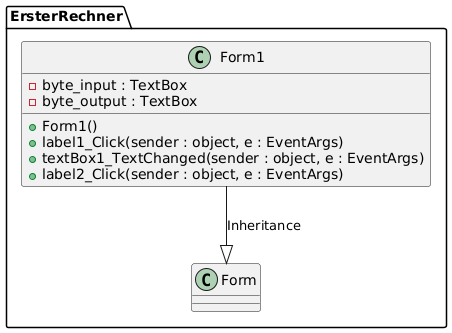 ErsterRechner
C Form1
byte_input : TextBox
byte_output : TextBox
Form1()
label1_Click(sender : object, e : EventArgs)
textBox1_TextChanged(sender : object, e : EventArgs)
label2_Click(sender : object, e : EventArgs)
Inheritance
C Form